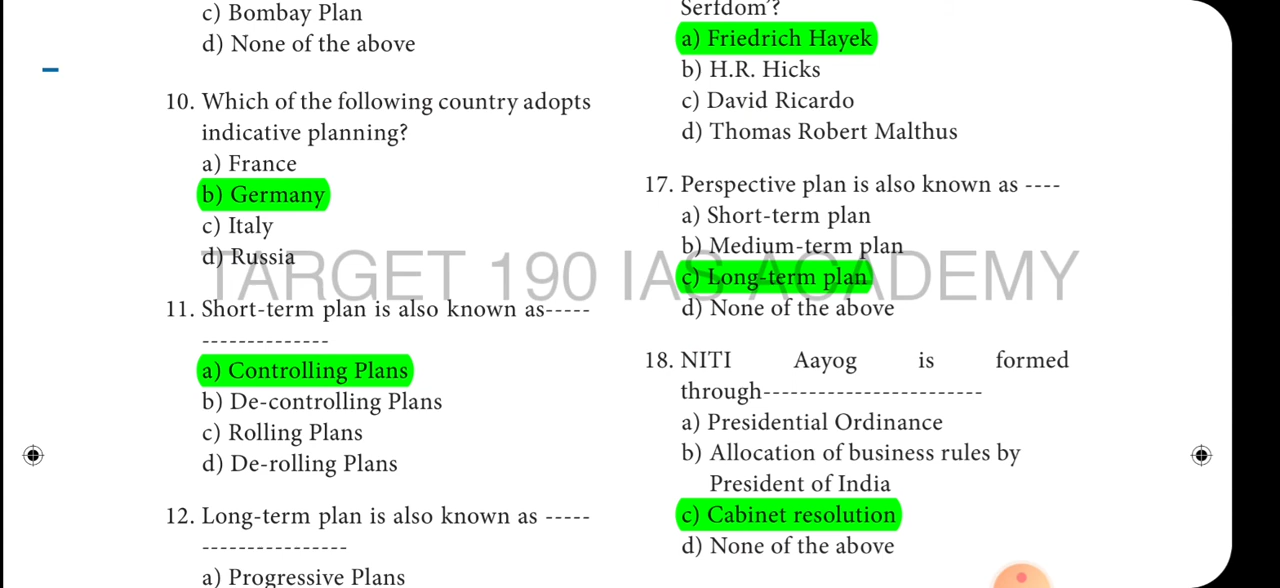 c) Bombay Plan
d) None of the above
10. Which of the following country adopts
indicative planning?
a) France
b) Germany
c) Italy
d) Russia
11. Short-term plan is also known as-----
--------------
a) Controlling Plans
b) De-controlling Plans
c) Rolling Plans
d) De-rolling Plans
12. Long-term plan is also known as -----
----------------
a) Progressive Plans
Serfdom'?
a) Friedrich Hayek
b) H.R. Hicks
c) David Ricardo
d) Thomas Robert Malthus
17. Perspective plan is also known as ----
a) Short-term plan
b) Medium-term plan
c) Long-term plan
d) None of the above
18. NITI Aayog is formed
through------------------------
a) Presidential Ordinance
b) Allocation of business rules by
President of India
c) Cabinet resolution
d) None of the above
TARGET 190 IAS ACADEMY